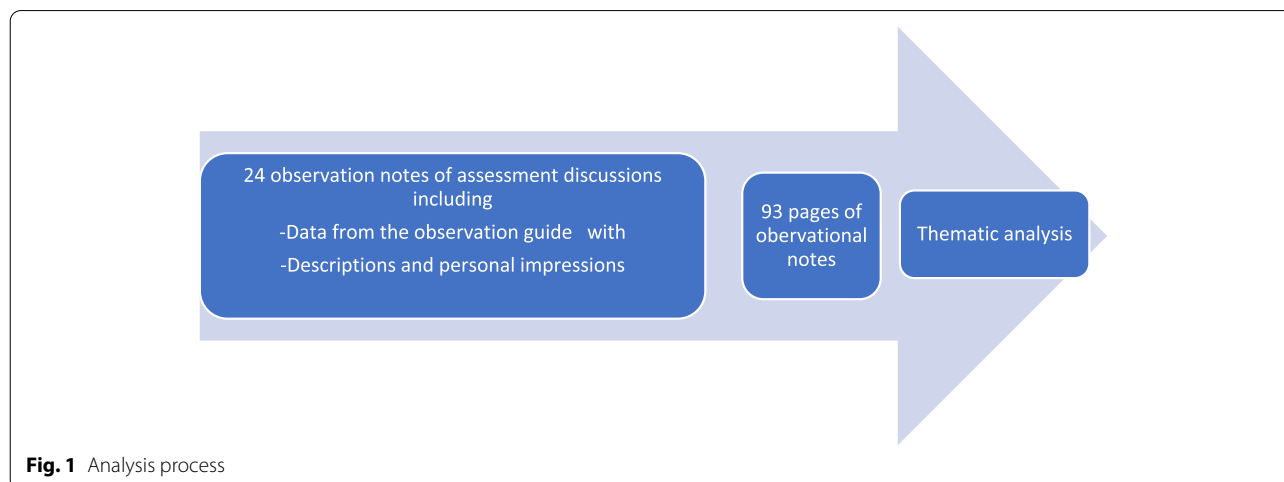 24 observation notes of assessment discussions
including
-Data from the observation guide with
-Descriptions and personal impressions
93 pages of
obervational
notes
Thematic analysis
Fig. 1 Analysis process